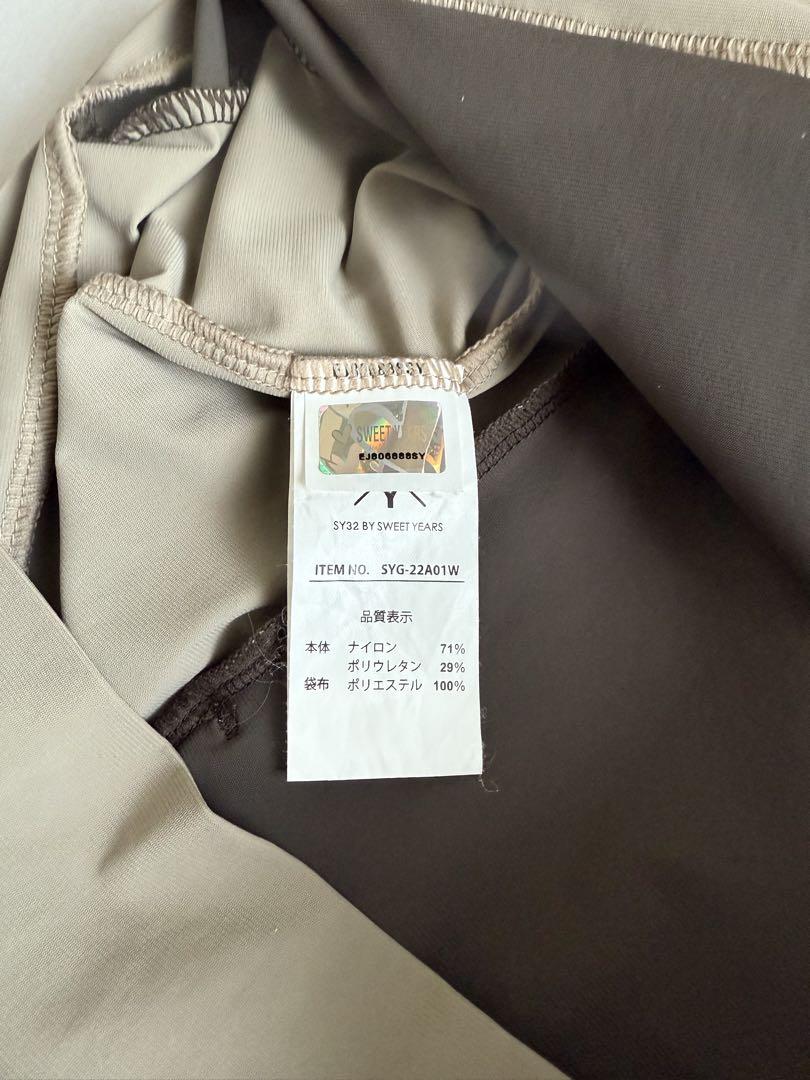 SWEET YEARS
EJ806888SY
Y
SY32 BY SWEET YEARS
ITEM NO. SYG-22A01W
品質表示
本体 ナイロン 71%
ポリウレタン 29%
袋布 ポリエステル 100%